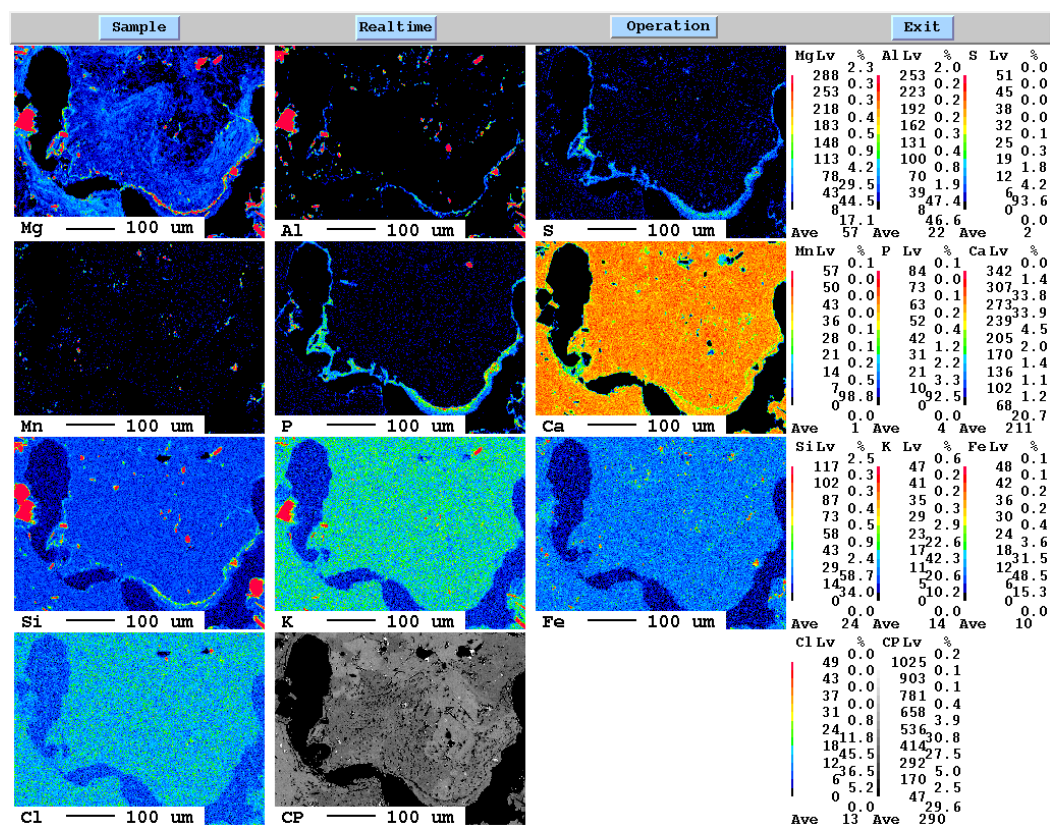 Sample Realtime Operation Exit
Mg 100 um Al 100 um S 100 um
MgLv % AlLv % S Lv %
2.3 2.0 0.0
288 253 51
0.3 0.2 0.0
253 223 45
0.3 0.2 0.0
218 192 38
0.4 0.2 0.0
183 162 32
0.5 0.3 0.1
148 131 25
0.9 0.4 0.3
113 100 19
4.2 0.8 1.8
78 70 12
29.5 1.9 4.2
43 39 6
44.5 47.4 93.6
8 8 0
17.1 46.6 0.0
Ave 57 Ave 22 Ave 2
Mn 100 um P 100 um Ca 100 um
MnLv % P Lv % CaLv %
0.1 0.1 0.0
57 84 342
0.0 0.0 1.4
50 73 307
0.0 0.1 33.8
43 63 273
0.0 0.2 33.9
36 52 239
0.1 0.4 4.5
28 42 205
0.1 1.2 2.0
21 31 170
0.2 2.2 1.4
14 21 136
0.5 3.3 1.1
7 10 102
98.8 92.5 1.2
0 0 68
0.0 0.0 20.7
Ave 1 Ave 4 Ave 211
Si 100 um K 100 um Fe 100 um
SiLv % K Lv % FeLv %
2.5 0.6 0.1
117 47 48
0.3 0.2 0.1
102 41 42
0.3 0.3 0.2
87 35 36
0.4 0.5 0.2
73 29 30
0.5 2.9 0.4
58 23 24
0.9 22.6 3.6
43 17 18
2.4 42.3 31.5
29 11 12
58.7 20.6 48.5
14 5 6
34.0 10.2 15.3
0 0 0
0.0 0.0 0.0
Ave 24 Ave 14 Ave 10
Cl 100 um CP 100 um
ClLv % CPLv %
0.0 0.2
49 1025
0.0 0.1
43 903
0.0 0.1
37 781
0.0 0.4
31 658
0.8 3.9
24 536
11.8 30.8
18 414
45.5 27.5
12 292
36.5 5.0
6 170
5.2 2.5
0 47
0.0 29.6
Ave 13 Ave 290